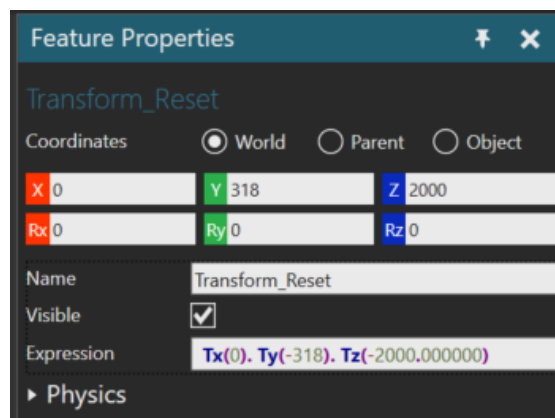 Feature Properties
Transform_Reset
Coordinates World Parent Object
X 0 Y 318 Z 2000
Rx 0 Ry 0 Rz 0
Name Transform_Reset
Visible
Expression Tx(0). Ty(-318). Tz(-2000.000000)
Physics